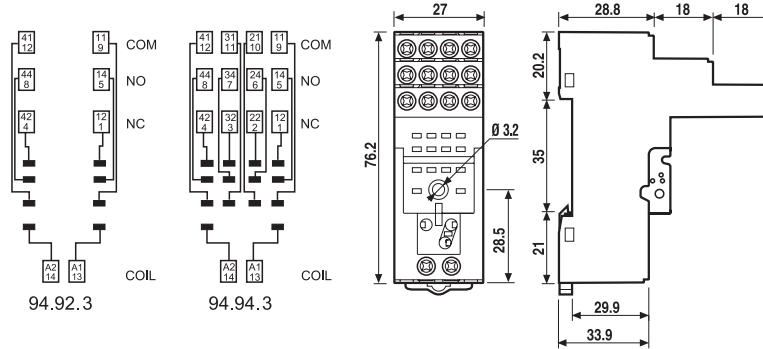 41 11
12 9 COM
44 14
8 5 NO
42 12
4 1 NC
A2 A1
14 13 COIL
94.92.3
41 31 21 11
12 11 10 9 COM
44 34 24 14
8 7 6 5 NO
42 32 22 12
4 3 2 1 NC
A2 A1
14 13 COIL
94.94.3
27
76.2
Ø 3.2
28.5
28.8 18 18
20.2
35
21
29.9
33.9